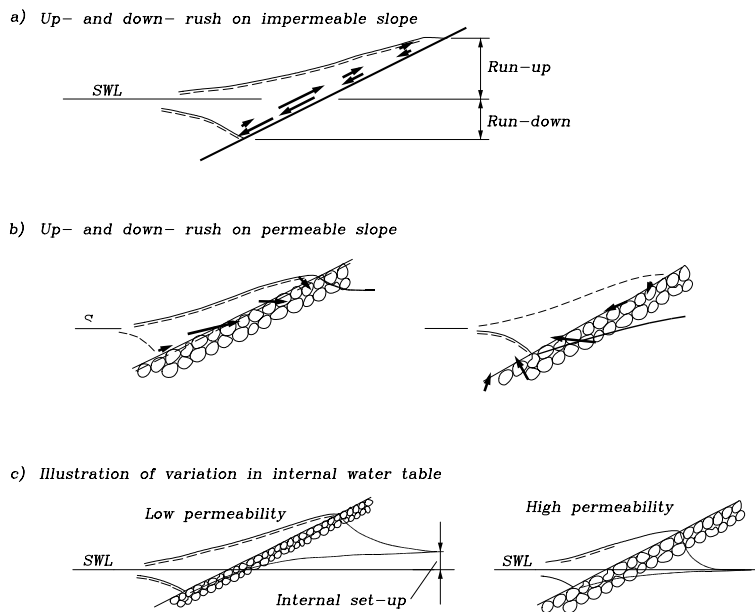 a) Up- and down- rush on impermeable slope
Run-up
SWL
Run-down
b) Up- and down- rush on permeable slope
S
c) Illustration of variation in internal water table
Low permeability
High permeability
SWL
SWL
Internal set-up